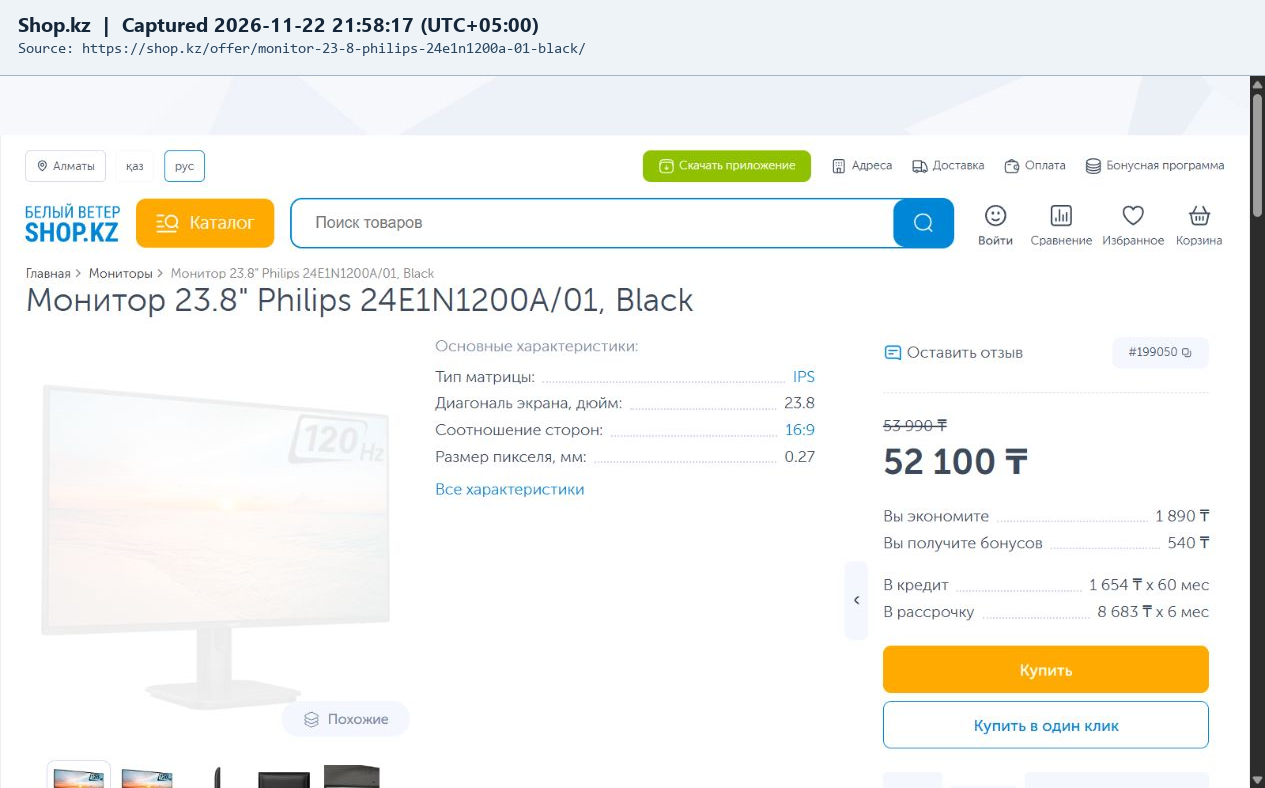 Shop.kz | Captured 2026-11-22 21:58:17 (UTC+05:00)
Source: https://shop.kz/offer/monitor-23-8-philips-24e1n1200a-01-black/
Алматы
қаз
рус
Скачать приложение
Адреса
Доставка
Оплата
Бонусная программа
БЕЛЫЙ ВЕТЕР
SHOP.KZ
Каталог
Поиск товаров
Войти
Сравнение
Избранное
Корзина
Главная > Мониторы > Монитор 23.8" Philips 24E1N1200A/01, Black
Монитор 23.8" Philips 24E1N1200A/01, Black
120 Hz
Похожие
Основные характеристики:
Тип матрицы: IPS
Диагональ экрана, дюйм: 23.8
Соотношение сторон: 16:9
Размер пикселя, мм: 0.27
Все характеристики
Оставить отзыв
#199050
53 990 ₸
52 100 ₸
Вы экономите 1 890 ₸
Вы получите бонусов 540 ₸
В кредит 1 654 ₸ x 60 мес
В рассрочку 8 683 ₸ x 6 мес
Купить
Купить в один клик
120
120